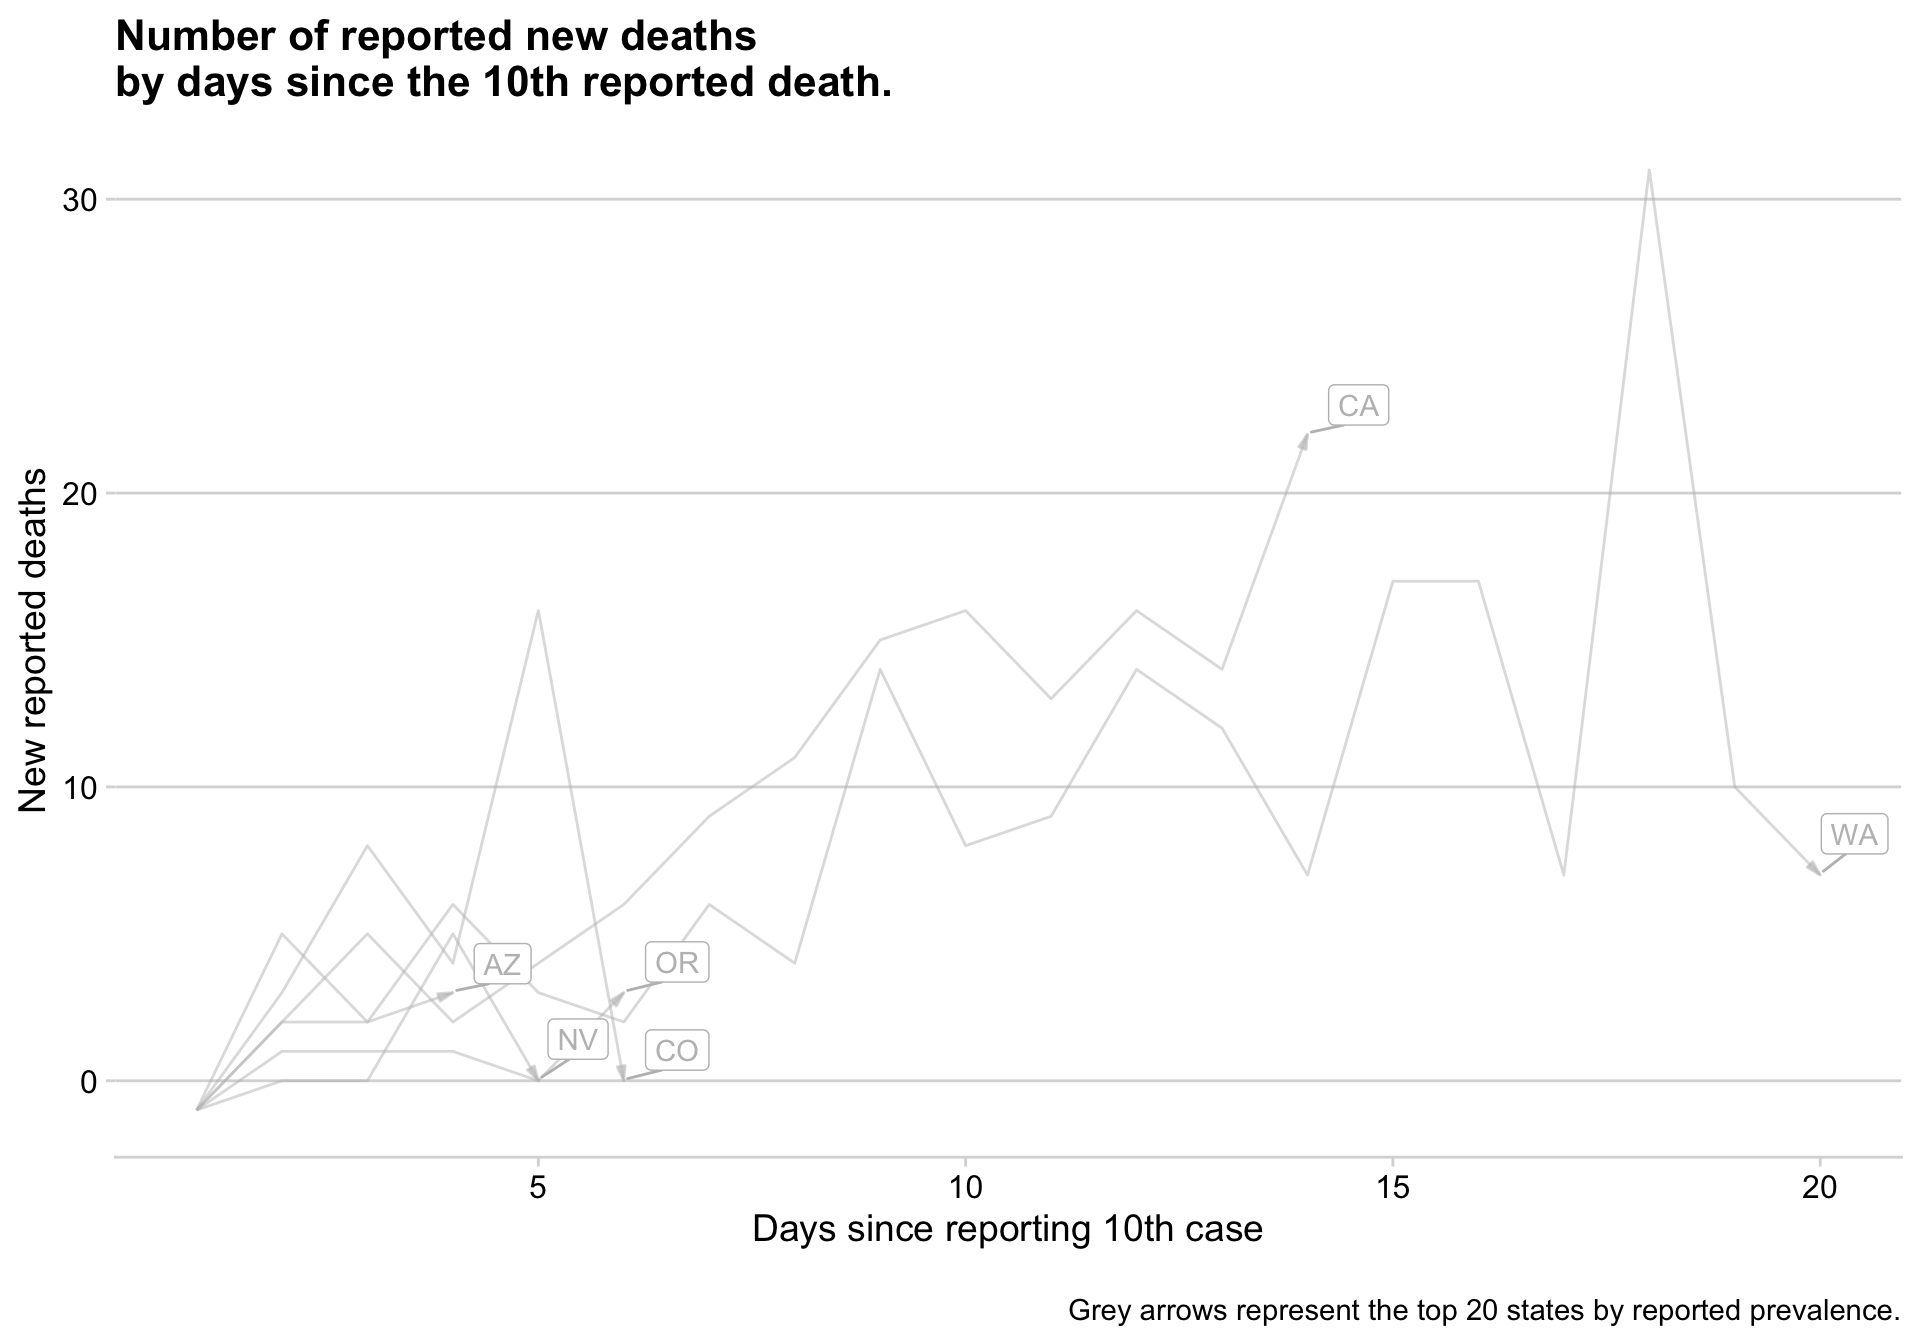 Number of reported new deaths
by days since the 10th reported death.
New reported deaths
30
20
10
0
CA
WA
AZ
OR
NV
CO
5
10
15
20
Days since reporting 10th case
Grey arrows represent the top 20 states by reported prevalence.